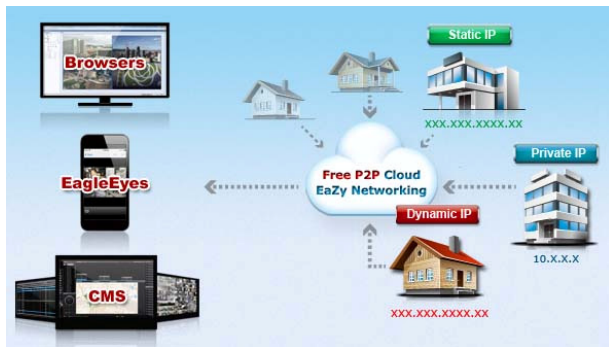 Browsers
EagleEyes
CMS
Static IP
xxx.xxx.xxxx.xx
Private IP
10.x.x.x
Free P2P Cloud
EaZy Networking
Dynamic IP
xxx.xxx.xxxx.xx